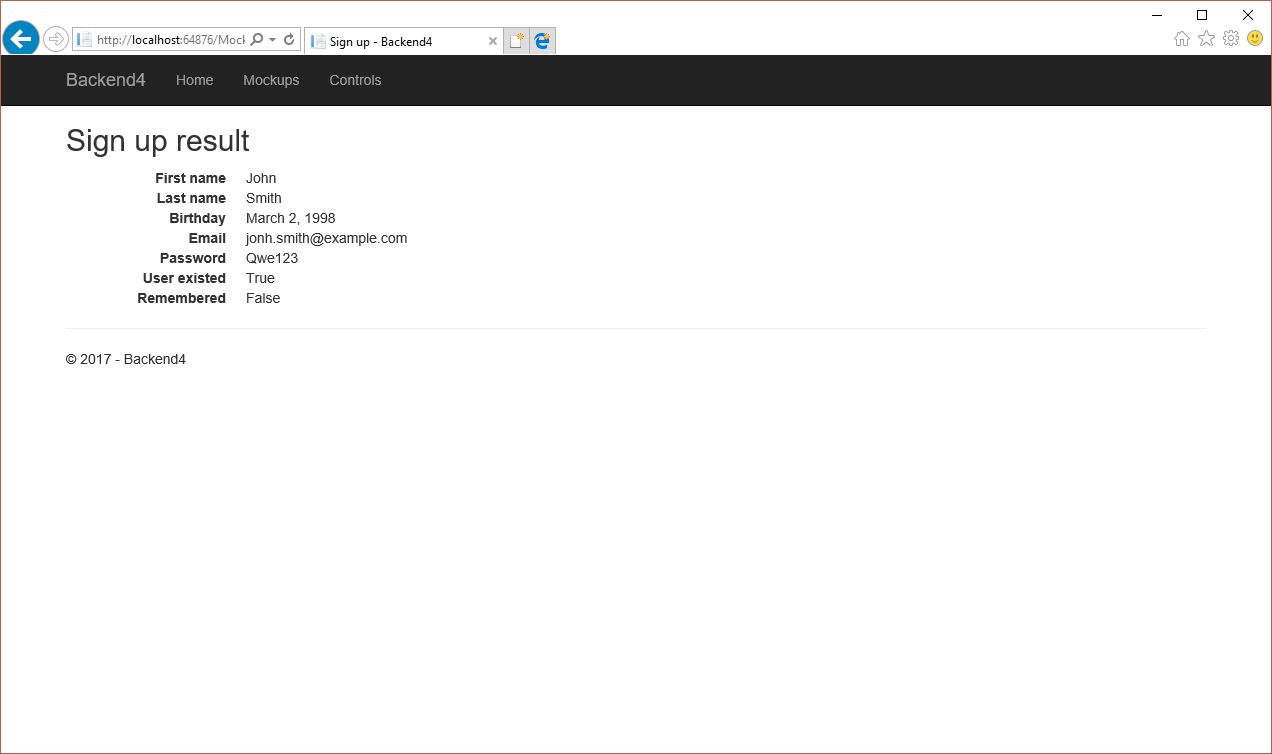 http://localhost:64876/Mock
Sign up - Backend4
Backend4 Home Mockups Controls
Sign up result
First name John
Last name Smith
Birthday March 2, 1998
Email jonh.smith@example.com
Password Qwe123
User existed True
Remembered False
© 2017 - Backend4